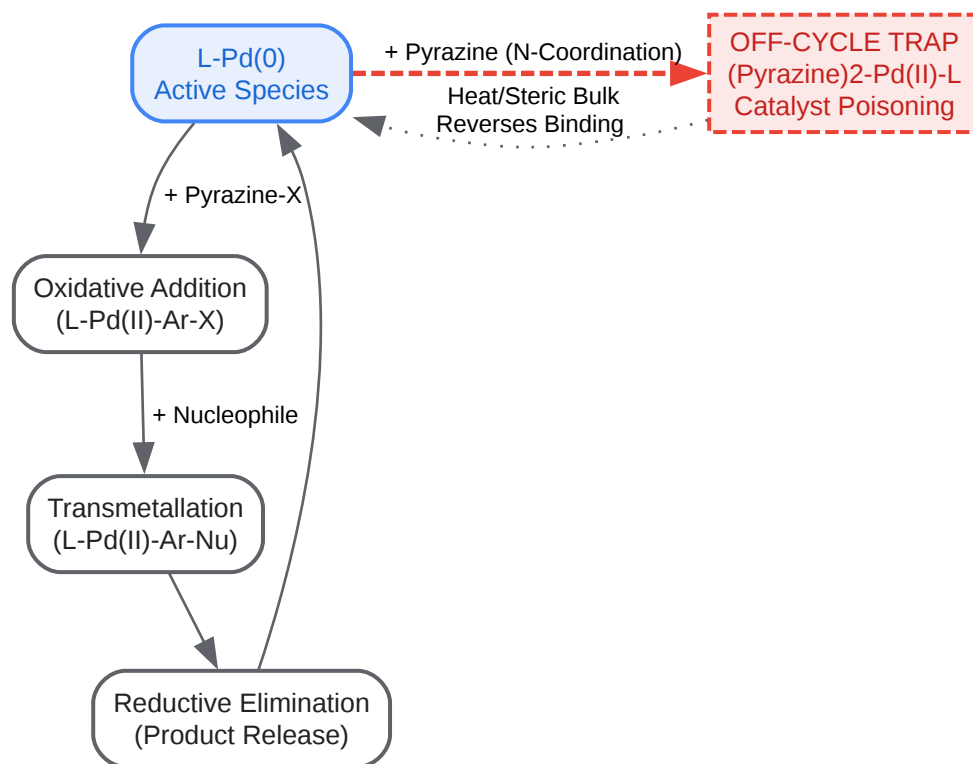 L-Pd(0)
Active Species
+ Pyrazine (N-Coordination)
Heat/Steric Bulk
Reverses Binding
OFF-CYCLE TRAP
(Pyrazine)2-Pd(II)-L
Catalyst Poisoning
+ Pyrazine-X
Oxidative Addition
(L-Pd(II)-Ar-X)
+ Nucleophile
Transmetallation
(L-Pd(II)-Ar-Nu)
Reductive Elimination
(Product Release)